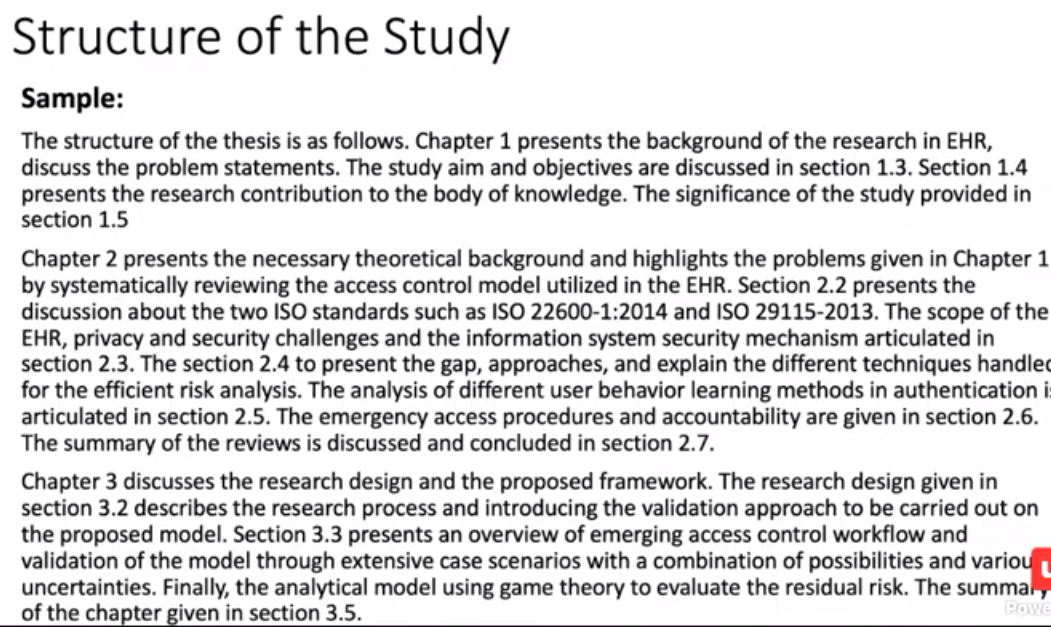 Structure of the Study
Sample:
The structure of the thesis is as follows. Chapter 1 presents the background of the research in EHR,
discuss the problem statements. The study aim and objectives are discussed in section 1.3. Section 1.4
presents the research contribution to the body of knowledge. The significance of the study provided in
section 1.5
Chapter 2 presents the necessary theoretical background and highlights the problems given in Chapter 1
by systematically reviewing the access control model utilized in the EHR. Section 2.2 presents the
discussion about the two ISO standards such as ISO 22600-1:2014 and ISO 29115-2013. The scope of the
EHR, privacy and security challenges and the information system security mechanism articulated in
section 2.3. The section 2.4 to present the gap, approaches, and explain the different techniques handled
for the efficient risk analysis. The analysis of different user behavior learning methods in authentication i
articulated in section 2.5. The emergency access procedures and accountability are given in section 2.6.
The summary of the reviews is discussed and concluded in section 2.7.
Chapter 3 discusses the research design and the proposed framework. The research design given in
section 3.2 describes the research process and introducing the validation approach to be carried out on
the proposed model. Section 3.3 presents an overview of emerging access control workflow and
validation of the model through extensive case scenarios with a combination of possibilities and variou
uncertainties. Finally, the analytical model using game theory to evaluate the residual risk. The summary
of the chapter given in section 3.5.
Powe